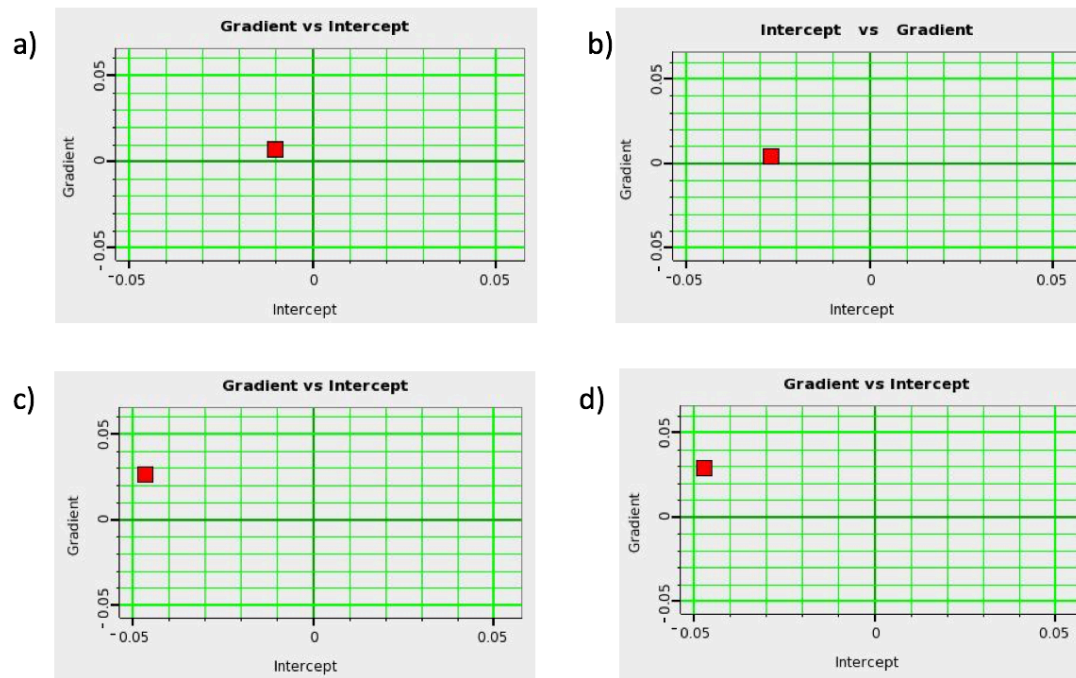 a)
Gradient vs Intercept
0.05
0
- 0.05
Gradient
-0.05
0
0.05
Intercept
b)
Intercept vs Gradient
0.05
0
- 0.05
Gradient
-0.05
0
0.05
Intercept
c)
Gradient vs Intercept
0.05
0
- 0.05
Gradient
-0.05
0
0.05
Intercept
d)
Gradient vs Intercept
0.05
0
- 0.05
Gradient
-0.05
0
0.05
Intercept